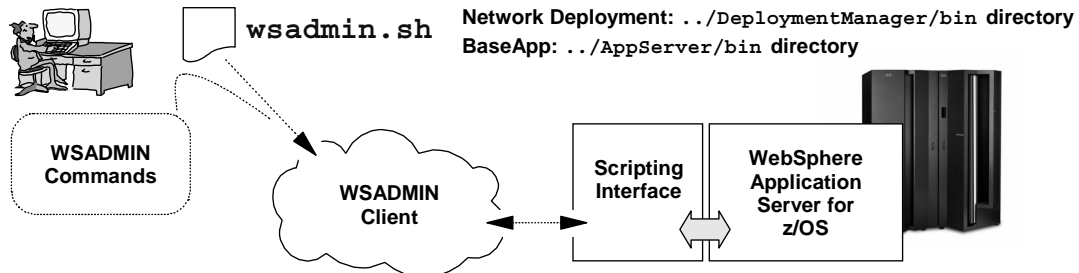 wsadmin.sh
Network Deployment: ../DeploymentManager/bin directory
BaseApp: ../AppServer/bin directory
WSADMIN
Commands
WSADMIN
Client
Scripting
Interface
WebSphere
Application
Server for
z/OS